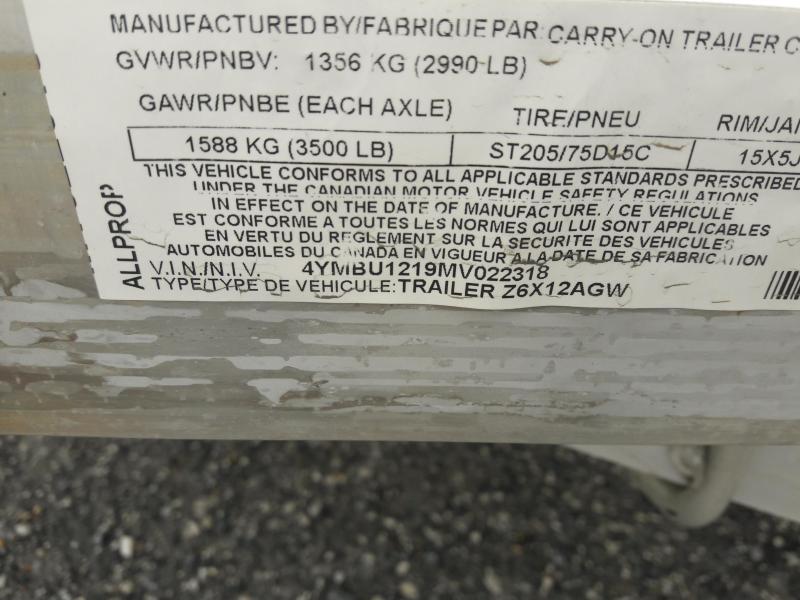 MANUFACTURED BY/FABRIQUE PAR: CARRY-ON TRAILER C
GVWR/PNBV: 1356 KG (2990 LB)
GAWR/PNBE (EACH AXLE) TIRE/PNEU RIM/JAN
1588 KG (3500 LB) ST205/75D15C 15X5J
THIS VEHICLE CONFORMS TO ALL APPLICABLE STANDARDS PRESCRIBED
UNDER THE CANADIAN MOTOR VEHICLE SAFETY REGULATIONS
IN EFFECT ON THE DATE OF MANUFACTURE. / CE VEHICULE
EST CONFORME A TOUTES LES NORMES QUI LUI SONT
EN VERTU DU REGLEMENT SUR LA SECURITE DES VEHICULES
AUTOMOBILES DU CANADA EN VIGUEUR A LA DATE DE SA FABRICATION
V.I.N./N.I.V. 4YMBU1219MV022318
TYPE/TYPE DE VEHICULE: TRAILER Z6X12AGW
ALLPROP